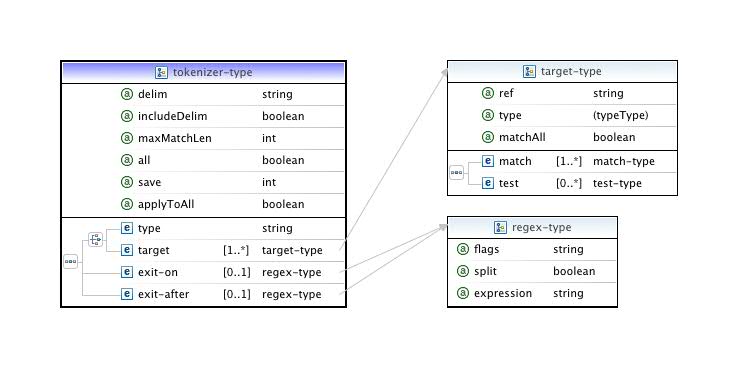 tokenizer-type
a delim string
a includeDelim boolean
a maxMatchLen int
a all boolean
a save int
a applyToAll boolean
e type string
e target [1..*] target-type
e exit-on [0..1] regex-type
e exit-after [0..1] regex-type
target-type
a ref string
a type (typeType)
a matchAll boolean
e match [1..*] match-type
e test [0..*] test-type
regex-type
a flags string
a split boolean
a expression string